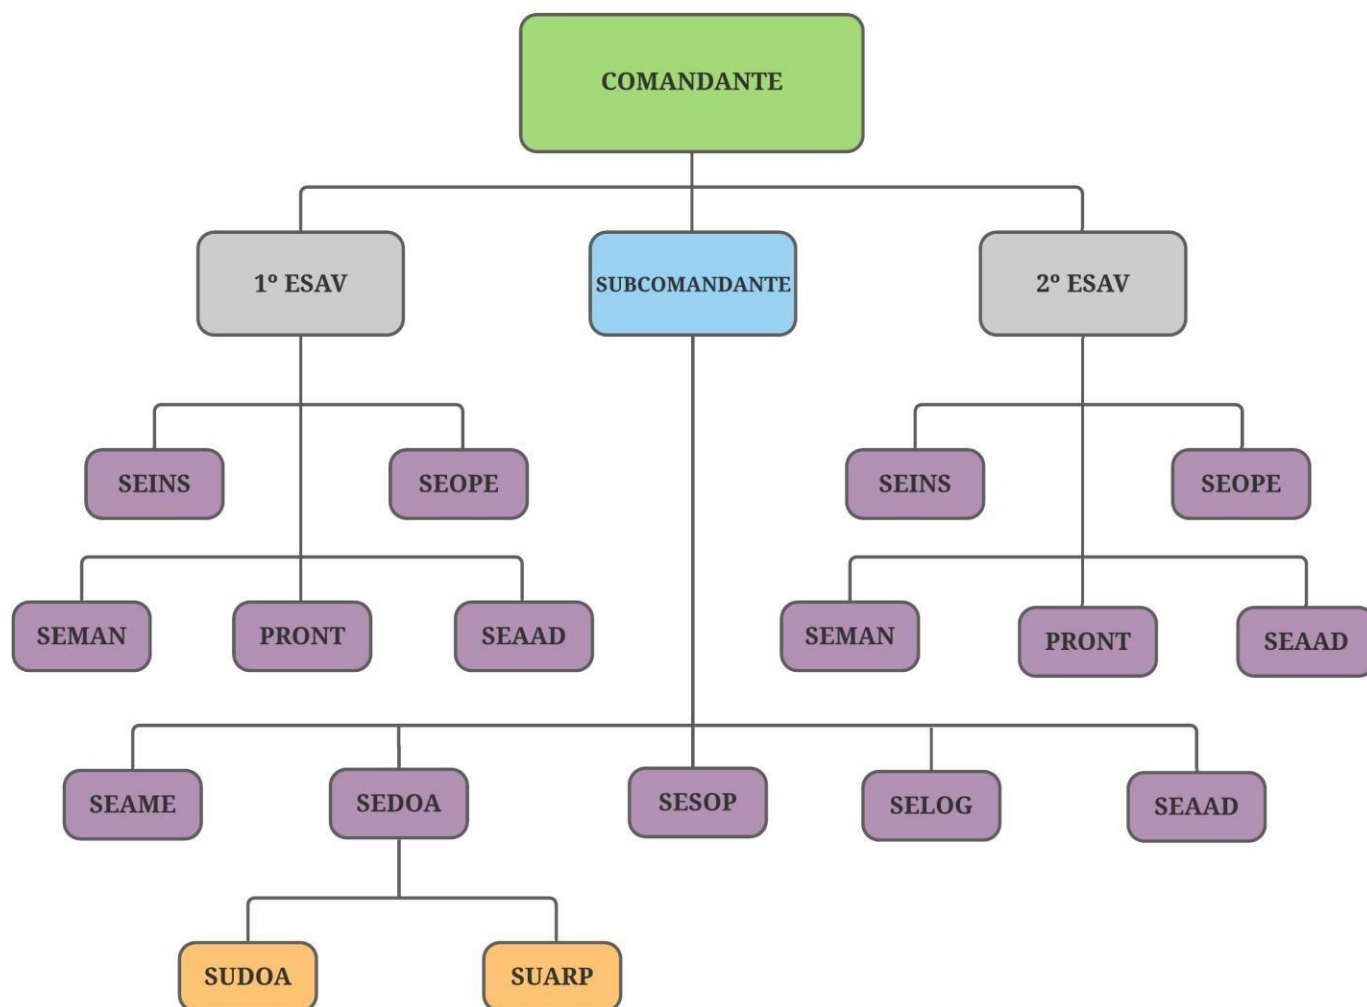 COMANDANTE
1º ESAV
SUBCOMANDANTE
2º ESAV
SEINS
SEOPE
SEINS
SEOPE
SEMAN
PRONT
SEAAD
SEMAN
PRONT
SEAAD
SEAME
SEDOA
SESOP
SELOG
SEAAD
SUDOA
SUARP